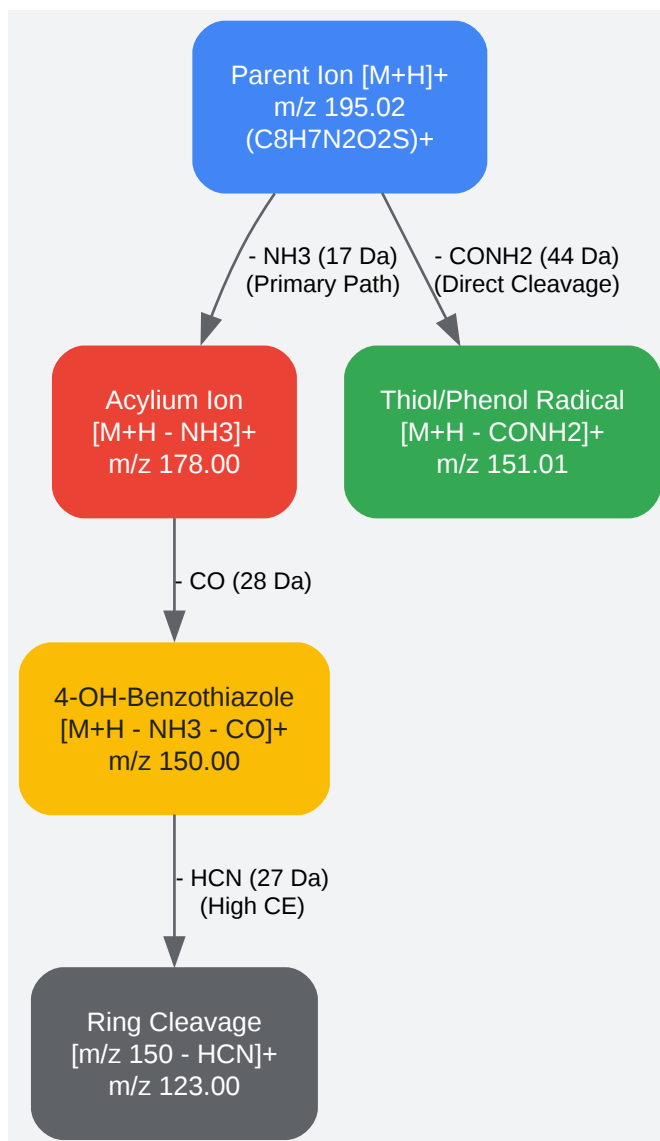 Parent Ion [M+H]+
m/z 195.02
(C8H7N2O2S)+
- NH3 (17 Da)
(Primary Path)
- CONH2 (44 Da)
(Direct Cleavage)
Acylium Ion
[M+H - NH3]+
m/z 178.00
Thiol/Phenol Radical
[M+H - CONH2]+
m/z 151.01
- CO (28 Da)
4-OH-Benzothiazole
[M+H - NH3 - CO]+
m/z 150.00
- HCN (27 Da)
(High CE)
Ring Cleavage
[m/z 150 - HCN]+
m/z 123.00